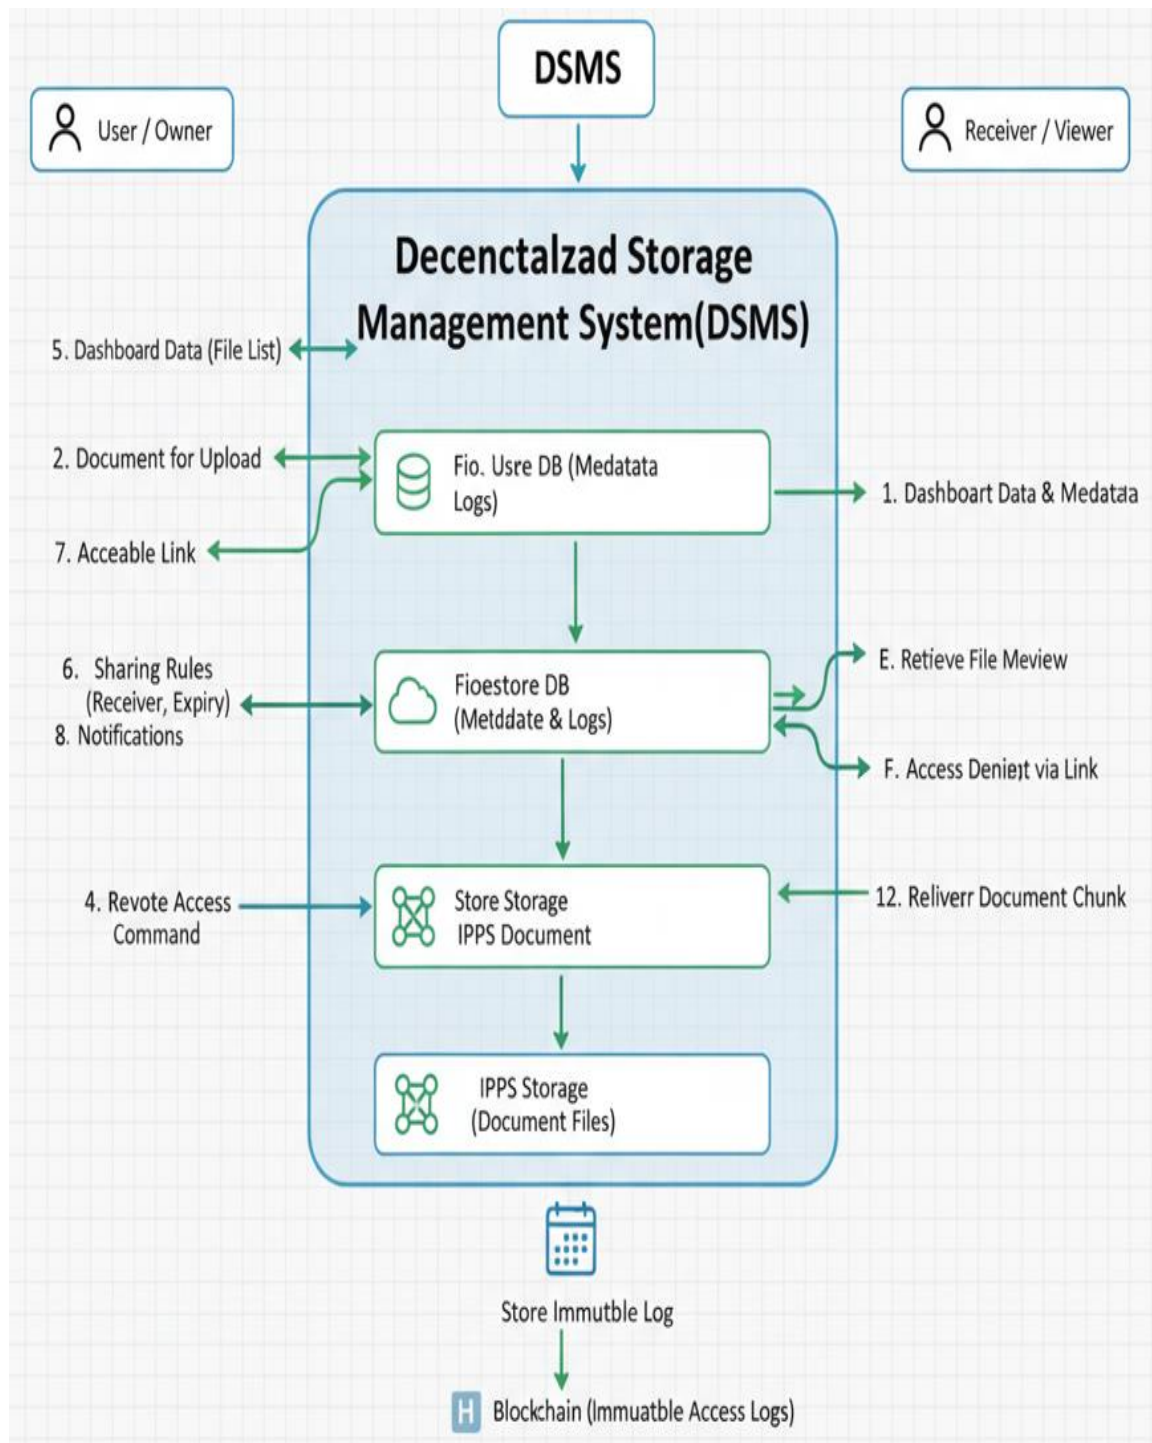 DSMS
User / Owner
Receiver / Viewer
Decenctalzad Storage
Management System(DSMS)
5. Dashboard Data (File List)
2. Document for Upload
Fio. Usre DB (Medatata
Logs)
1. Dashboart Data & Medatata
7. Acceable Link
6. Sharing Rules
(Receiver, Expiry)
8. Notifications
Fioestore DB
(Metddate & Logs)
E. Retieve File Meview
F. Access Denient via Link
4. Revote Access
Command
Store Storage
IPPS Document
12. Reliverr Document Chunk
IPPS Storage
(Document Files)
Store Immutble Log
H Blockchain (Immuatble Access Logs)